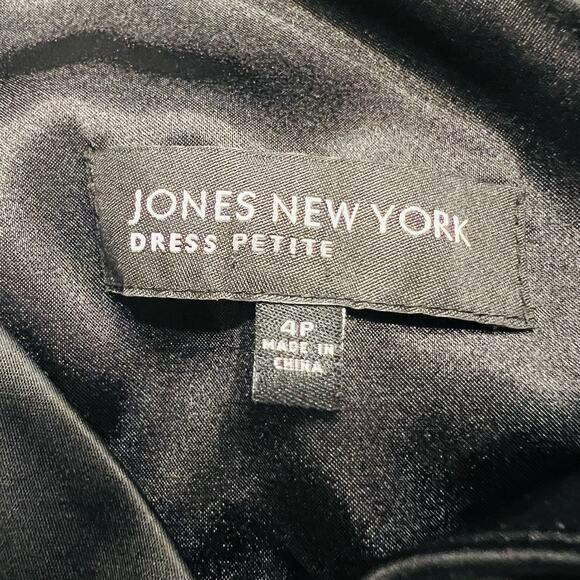 JONES NEW YORK
DRESS PETITE
4P
MADE IN
CHINA